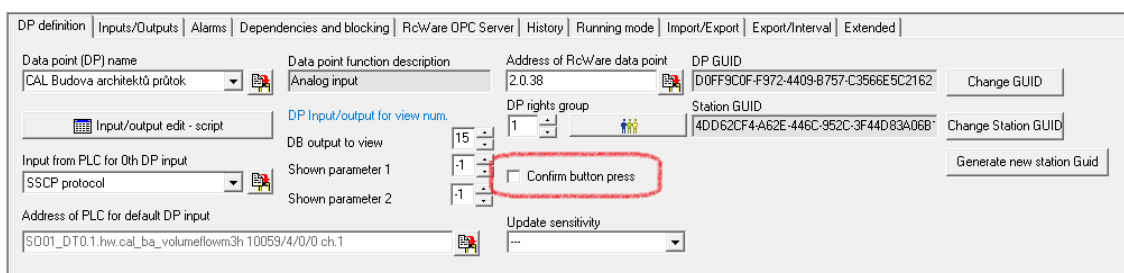 DP definition Inputs/Outputs Alarms Dependencies and blocking RcWare OPC Server History Running mode Import/Export Export/Interval Extended
Data point (DP) name
CAL Budova architektů průtok
Input/output edit - script
Input from PLC for 0th DP input
SSCP protocol
Address of PLC for default DP input
SO01_DT0.1.hw.cal_ba_volumeflowm3h 10059/4/0/0 ch.1
Data point function description
Analog input
DP Input/output for view num.
DB output to view 15
Shown parameter 1 -1
Shown parameter 2 -1
Address of RcWare data point
2.0.38
DP rights group
1
Confirm button press
Update sensitivity
---
DP GUID
D0FF9C0F-F972-4409-B757-C3566E5C2162
Change GUID
Station GUID
4DD62CF4-A62E-446C-952C-3F44D83A06B
Change Station GUID
Generate new station Guid